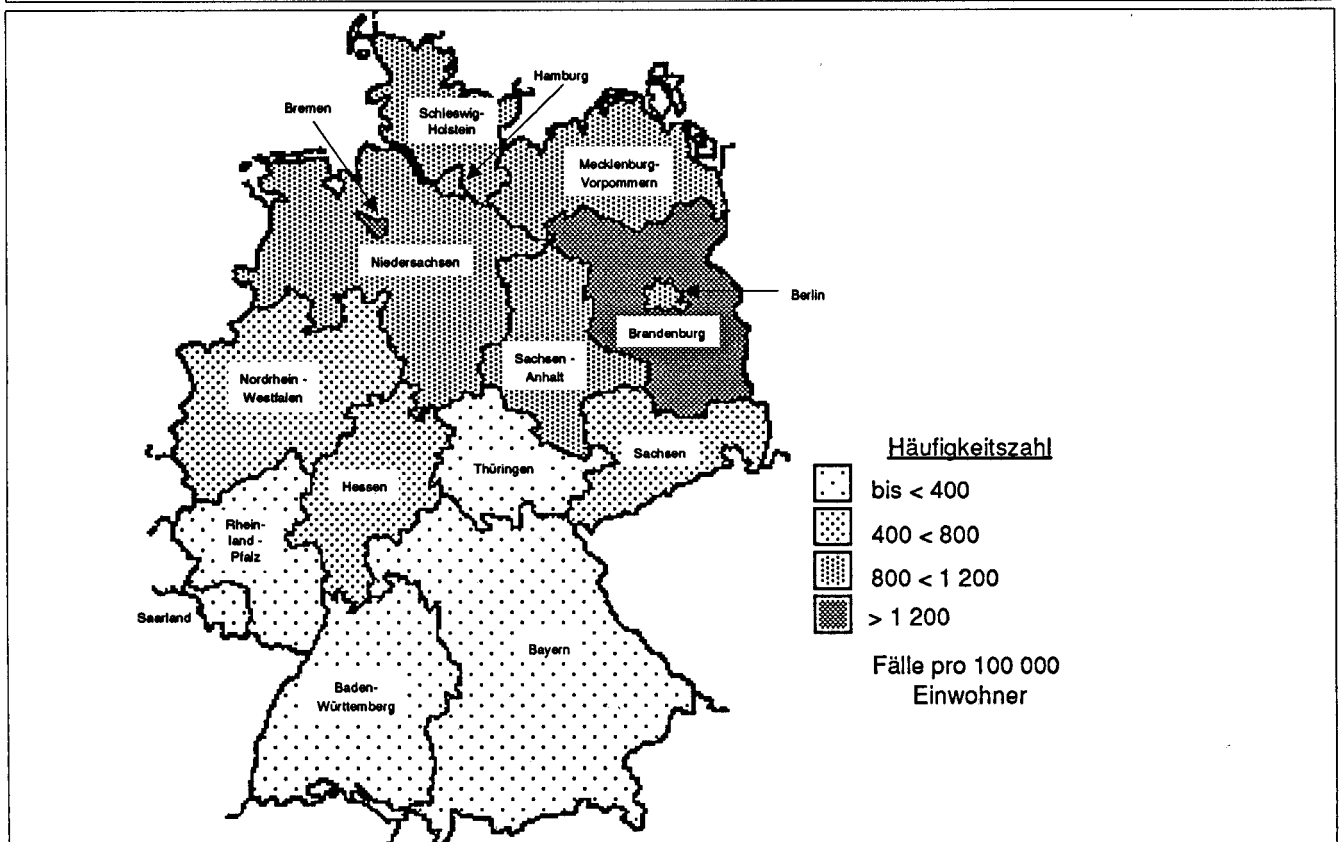 Hamburg
Bremen
Schleswig-
Holstein
Mecklenburg-
Vorpommern
Niedersachsen
Berlin
Brandenburg
Sachsen -
Anhalt
Nordrhein -
Westfalen
Häufigkeitszahl
Sachsen
Thüringen
Hessen
bis < 400
Rhein-
land -
Pfalz
400 < 800
800 < 1 200
Saarland
> 1 200
Bayern
Fälle pro 100 000
Einwohner
Baden-
Württemberg